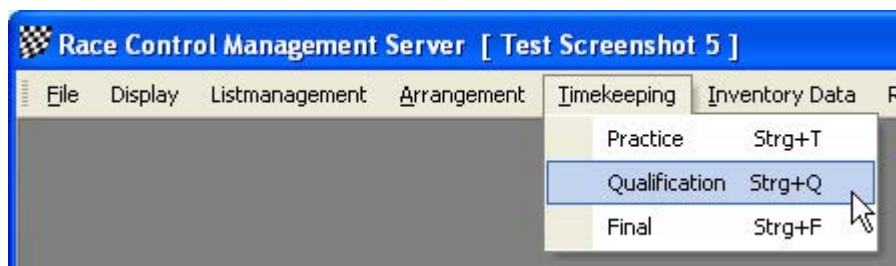 Race Control Management Server [ Test Screenshot 5 ]
File Display Listmanagement Arrangement Timekeeping Inventory Data
Practice Strg+T
Qualification Strg+Q
Final Strg+F